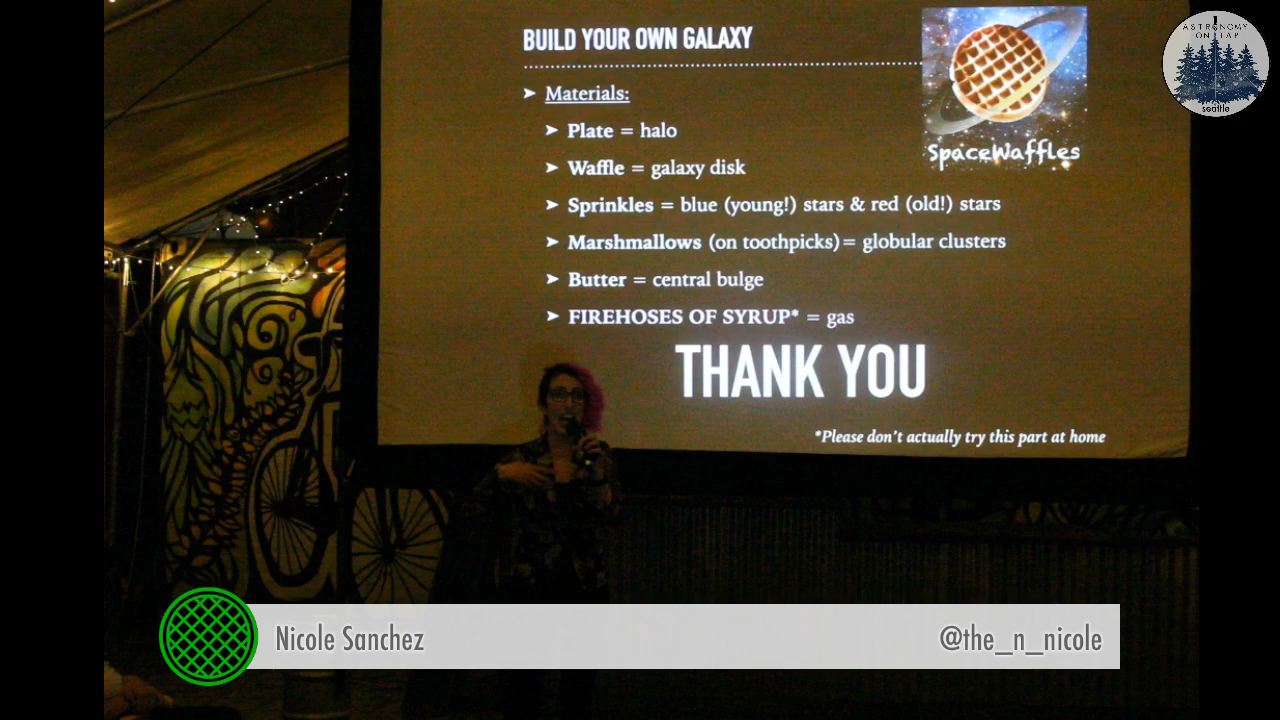 BUILD YOUR OWN GALAXY
➤ Materials:
➤ Plate = halo
➤ Waffle = galaxy disk
➤ Sprinkles = blue (young!) stars & red (old!) stars
➤ Marshmallows (on toothpicks)= globular clusters
➤ Butter = central bulge
➤ FIREHOSES OF SYRUP* = gas
THANK YOU
*Please don't actually try this part at home
SpaceWaffles
ASTRONOMY
ON TAP
seattle
Nicole Sanchez
@the_n_nicole